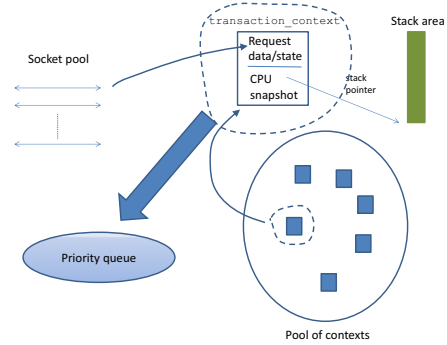 transaction_context
Stack area
Socket pool
Request
data/state
CPU
snapshot
stack
pointer
Priority queue
Pool of contexts